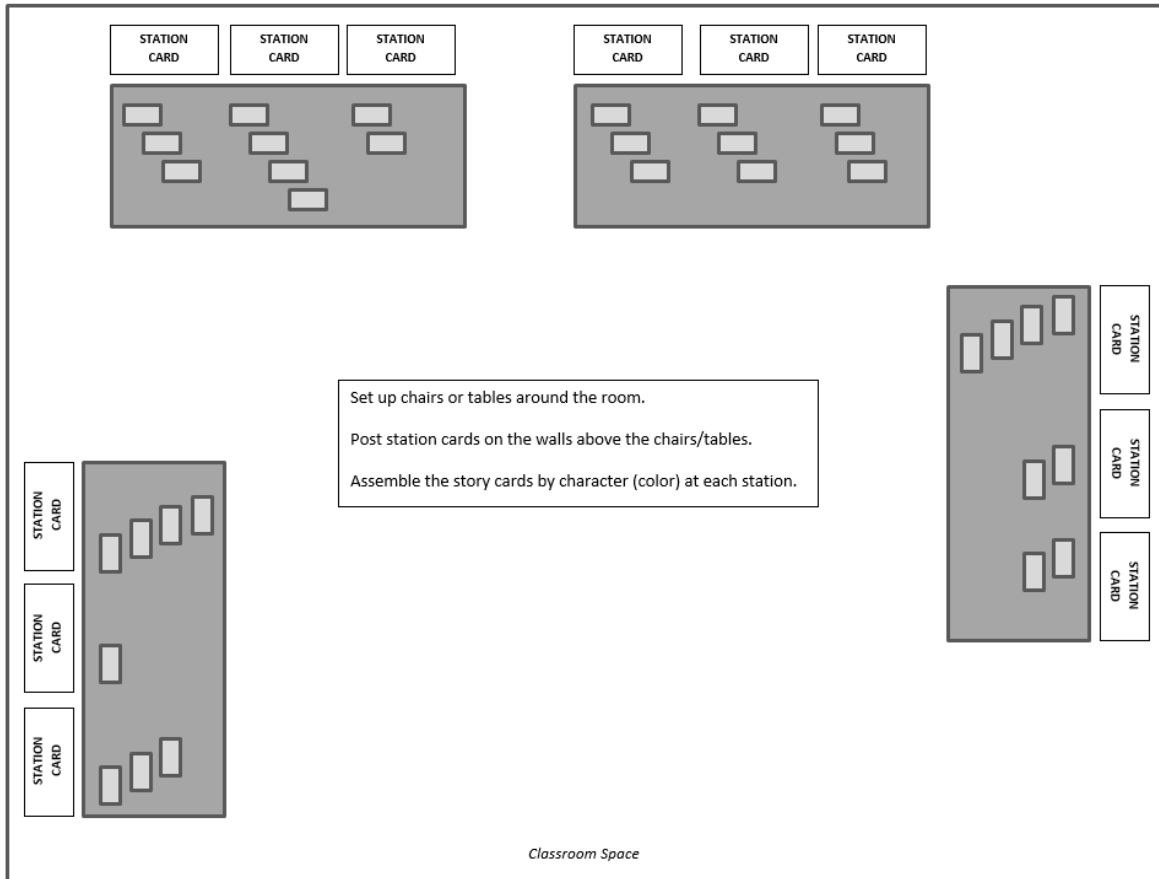 STATION
CARD
STATION
CARD
STATION
CARD
STATION
CARD
STATION
CARD
STATION
CARD
STATION
CARD
STATION
CARD
STATION
CARD
Set up chairs or tables around the room.
Post station cards on the walls above the chairs/tables.
Assemble the story cards by character (color) at each station.
STATION
CARD
STATION
CARD
STATION
CARD
Classroom Space